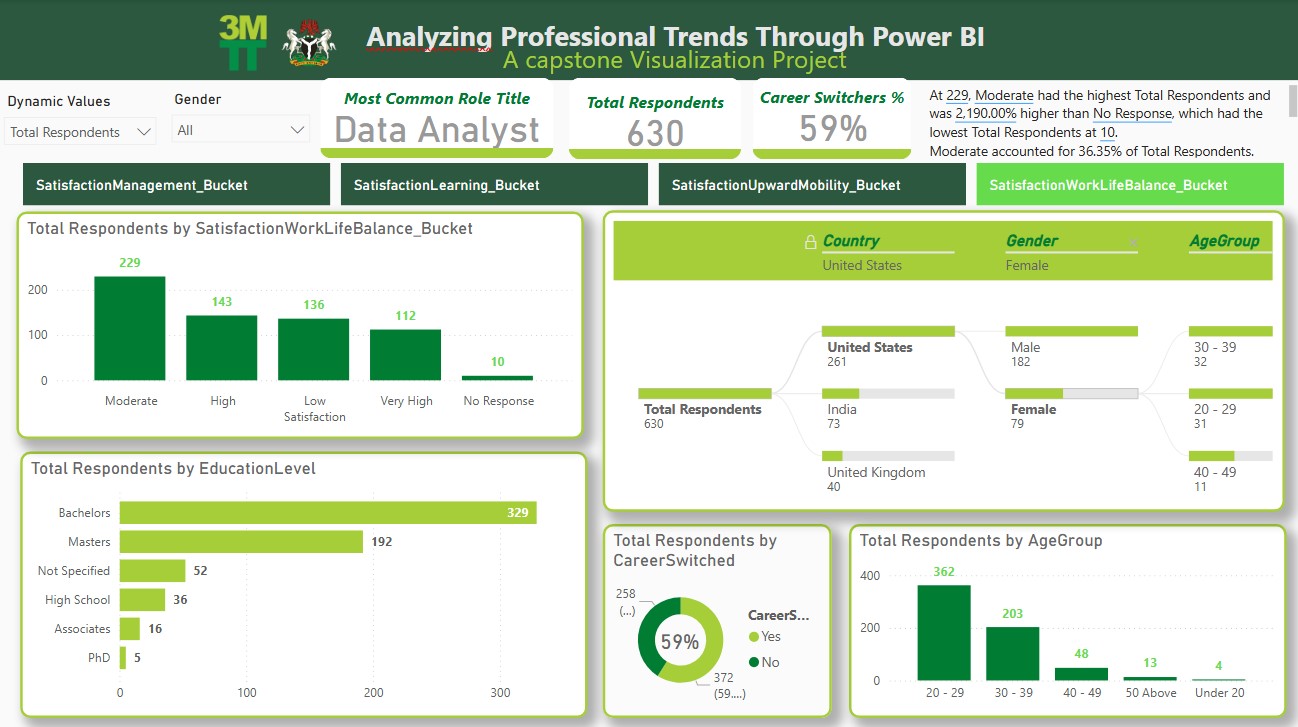 3M
TT
Analyzing Professional Trends Through Power BI
A capstone Visualization Project
Dynamic Values
Total Respondents
Gender
All
Most Common Role Title
Data Analyst
Total Respondents
630
Career Switchers %
59%
At 229, Moderate had the highest Total Respondents and
was 2,190.00% higher than No Response, which had the
lowest Total Respondents at 10.
Moderate accounted for 36.35% of Total Respondents.
SatisfactionManagement_Bucket
SatisfactionLearning_Bucket
SatisfactionUpwardMobility_Bucket
SatisfactionWorkLifeBalance_Bucket
Total Respondents by SatisfactionWorkLifeBalance_Bucket
200
100
0
229
143
136
112
10
Moderate
High
Low
Satisfaction
Very High
No Response
Country
United States
Gender
Female
AgeGroup
Total Respondents
630
United States
261
India
73
United Kingdom
40
Male
182
Female
79
30 - 39
32
20 - 29
31
40 - 49
11
Total Respondents by EducationLevel
Bachelors
329
Masters
192
Not Specified
52
High School
36
Associates
16
PhD
5
0
100
200
300
Total Respondents by
CareerSwitched
258
(...)
59%
372
(59....)
CareerS...
Yes
No
Total Respondents by AgeGroup
400
200
0
362
203
48
13
4
20 - 29
30 - 39
40 - 49
50 Above
Under 20